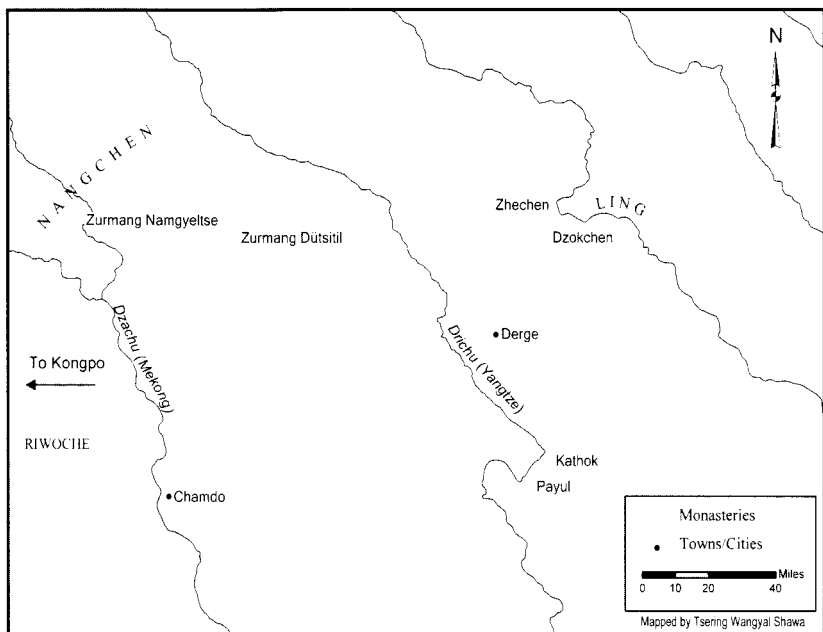 N
NANGCHEN
Zhechen
LING
Zurmang Namgyeltse
Zurmang Dütsitil
Dzokchen
Dzachu (Mekong)
Drichu (Yangtze)
Derge
To Kongpo
RIWOCHE
Kathok
Payul
Chamdo
Monasteries
Towns/Cities
Miles
0 10 20 40
Mapped by Tsering Wangyal Shawa